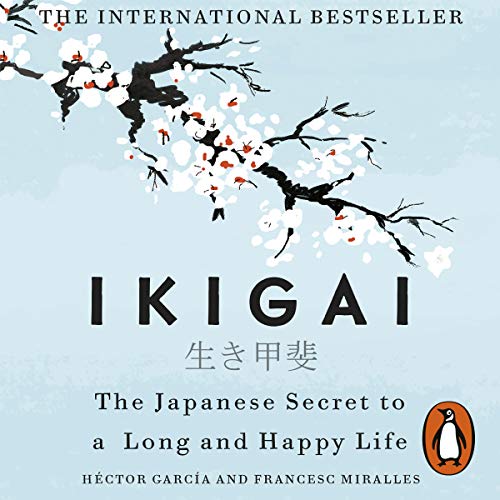 THE INTERNATIONAL BESTSELLER
IKIGAI
生き甲斐
The Japanese Secret to
a Long and Happy Life
HÉCTOR GARCÍA AND FRANCESC MIRALLES